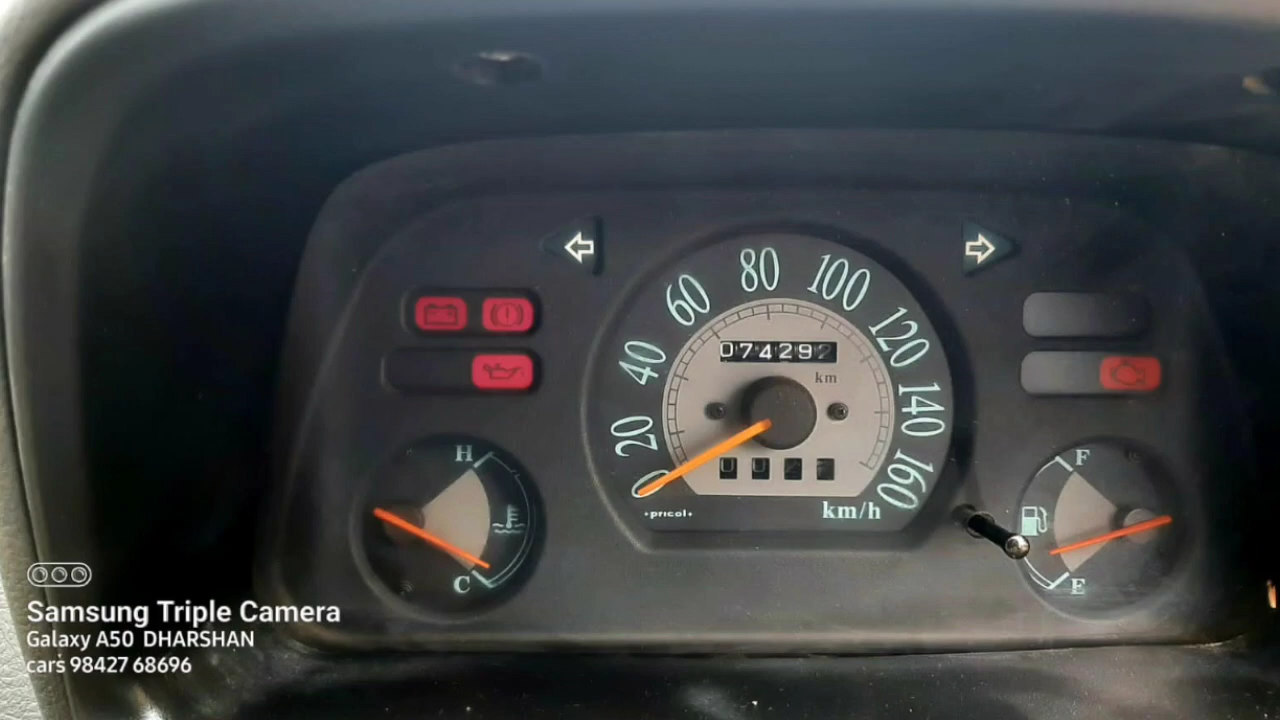 80
60
100
40
120
074292
km
140
20
H
F
0
160
•pricol•
km/h
C
E
Samsung Triple Camera
Galaxy A50 DHARSHAN
cars 98427 68696